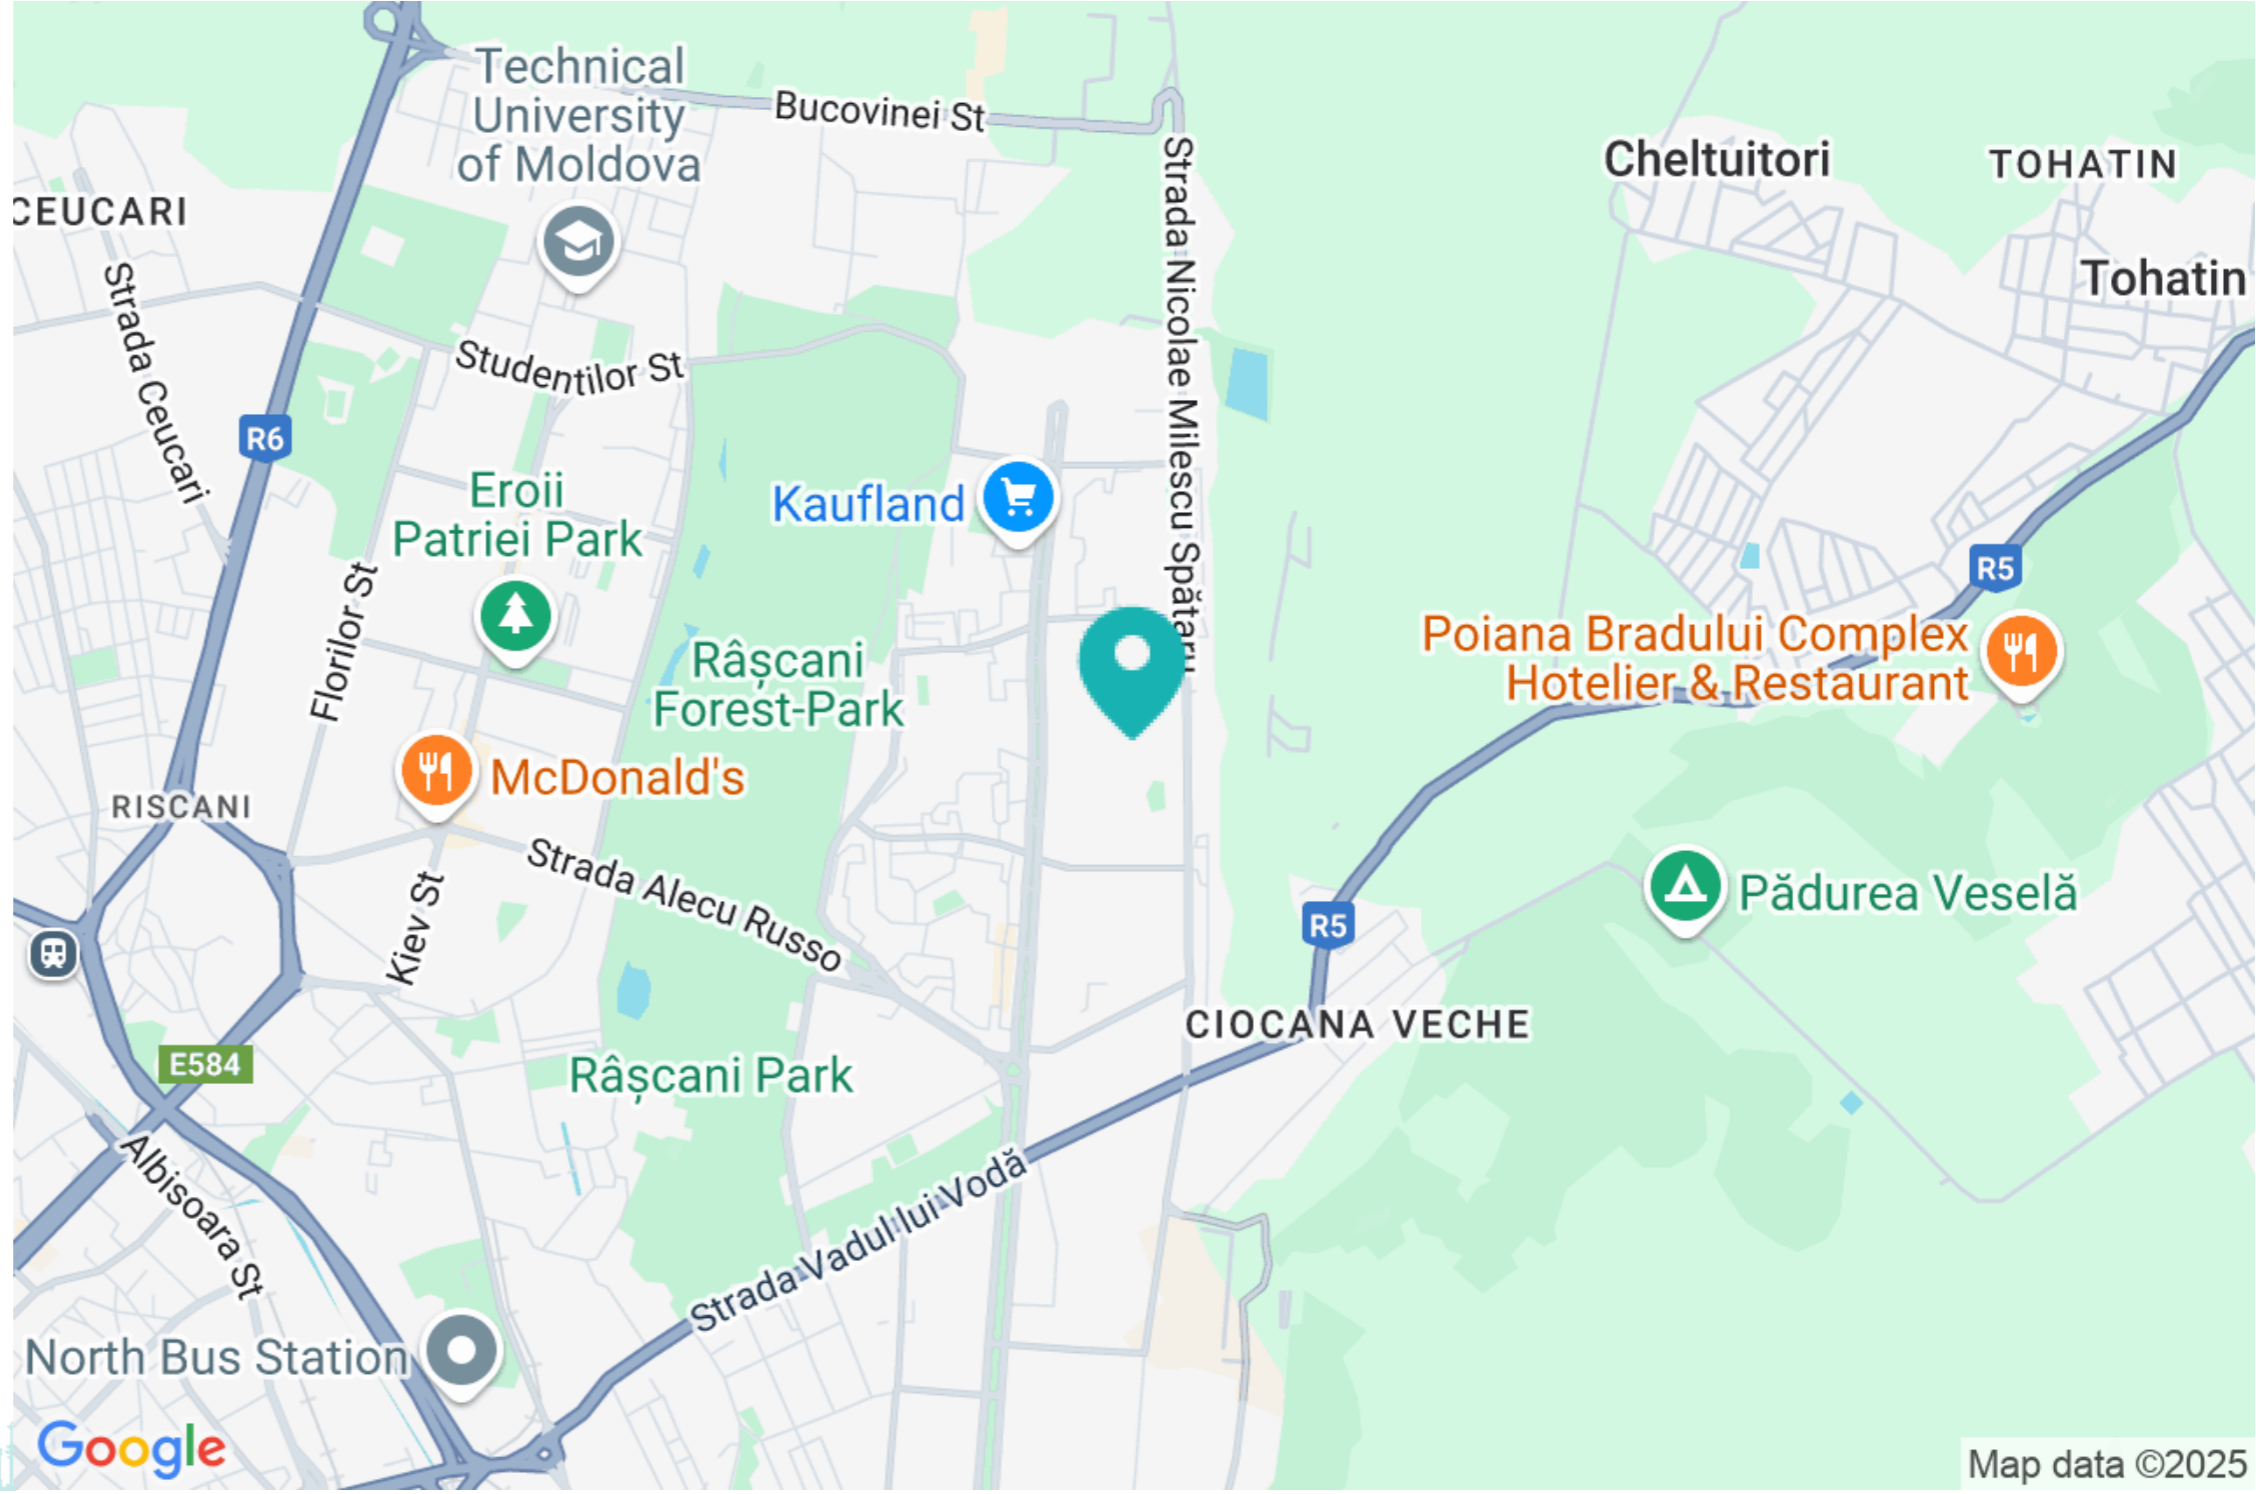 Technical
University
of Moldova
Bucovinei St
Cheltuitori
TOHATIN
CEUCARI
Tohatin
Strada Nicolae Milescu Spătaru
Strada Ceucari
Studentilor St
R6
Eroii
Patriei Park
Kaufland
R5
Florilor St
Râșcani
Forest-Park
Poiana Bradului Complex
Hotelier & Restaurant
McDonald's
RISCANI
Strada Alecu Russo
Pădurea Veselă
R5
Kiev St
CIOCANA VECHE
E584
Râșcani Park
Albisoara St
Strada Vadul lui Vodă
North Bus Station
Google
Map data ©2025